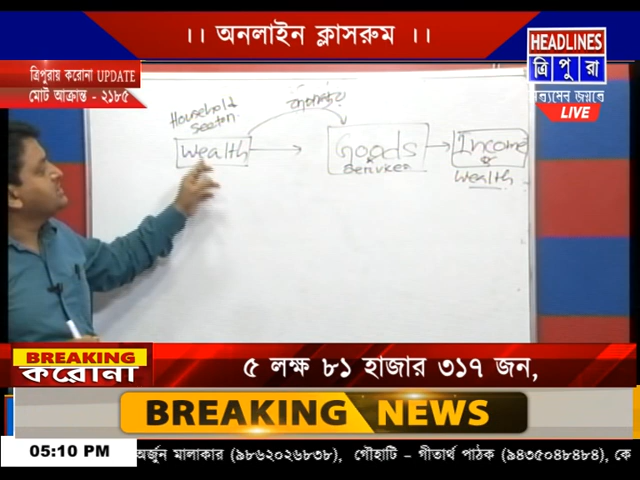 ।। অনলাইন ক্লাসরুম ।।
HEADLINES
ত্রিপুরা
LIVE
ত্রিপুরায় করোনা UPDATE
মোট আক্রান্ত - ২১৮৫
Household
Wealth
Goods
Services
Income
or
Wealth
BREAKING
করোনা
৫ লক্ষ ৮১ হাজার ৩১৭ জন,
BREAKING NEWS
05:10 PM
অর্জুন মালাকার (৯৮৬২০২৬৮৩৮), গৌহাটি - গীতার্থ পাঠক (৯৪৩৫০৪৮৪৮৪), কে